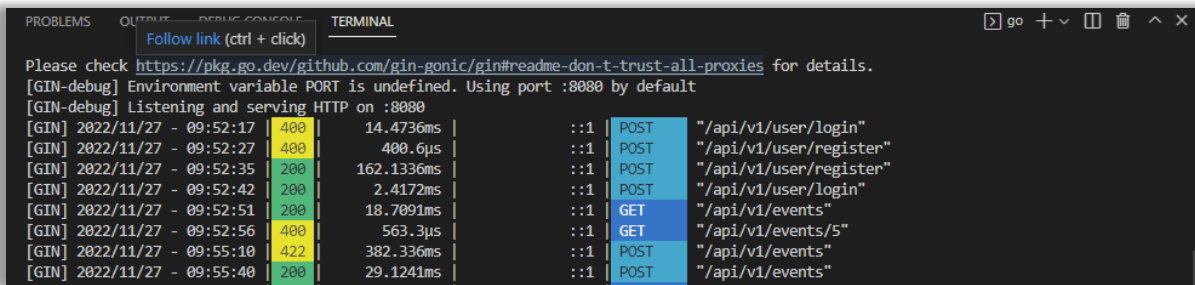 PROBLEMS OUTPUT DEBUG CONSOLE TERMINAL go
Follow link (ctrl + click)
Please check https://pkg.go.dev/github.com/gin-gonic/gin#readme-don-t-trust-all-proxies for details.
[GIN-debug] Environment variable PORT is undefined. Using port :8080 by default
[GIN-debug] Listening and serving HTTP on :8080
[GIN] 2022/11/27 - 09:52:17 | 400 | 14.4736ms | ::1 | POST "/api/v1/user/login"
[GIN] 2022/11/27 - 09:52:27 | 400 | 400.6µs | ::1 | POST "/api/v1/user/register"
[GIN] 2022/11/27 - 09:52:35 | 200 | 162.1336ms | ::1 | POST "/api/v1/user/register"
[GIN] 2022/11/27 - 09:52:42 | 200 | 2.4172ms | ::1 | POST "/api/v1/user/login"
[GIN] 2022/11/27 - 09:52:51 | 200 | 18.7091ms | ::1 | GET "/api/v1/events"
[GIN] 2022/11/27 - 09:52:56 | 400 | 563.3µs | ::1 | GET "/api/v1/events/5"
[GIN] 2022/11/27 - 09:55:10 | 422 | 382.336ms | ::1 | POST "/api/v1/events"
[GIN] 2022/11/27 - 09:55:40 | 200 | 29.1241ms | ::1 | POST "/api/v1/events"